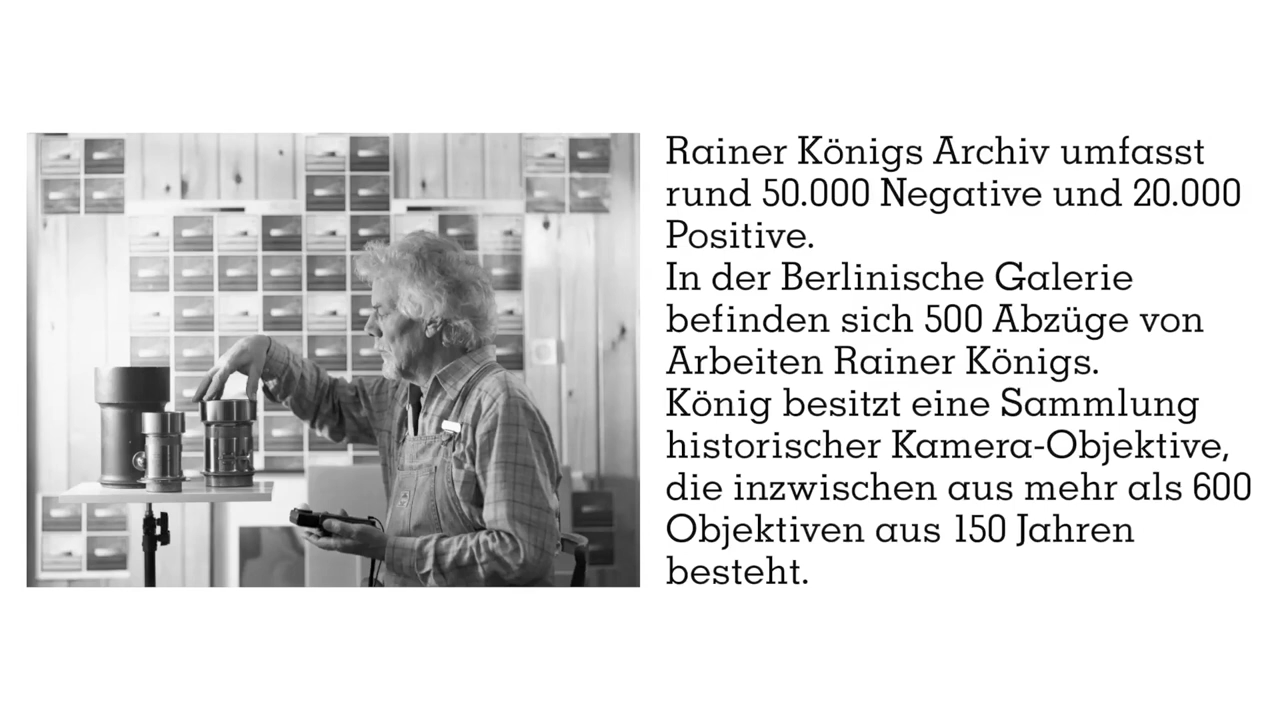 Rainer Königs Archiv umfasst
rund 50.000 Negative und 20.000
Positive.
In der Berlinische Galerie
befinden sich 500 Abzüge von
Arbeiten Rainer Königs.
König besitzt eine Sammlung
historischer Kamera-Objektive,
die inzwischen aus mehr als 600
Objektiven aus 150 Jahren
besteht.